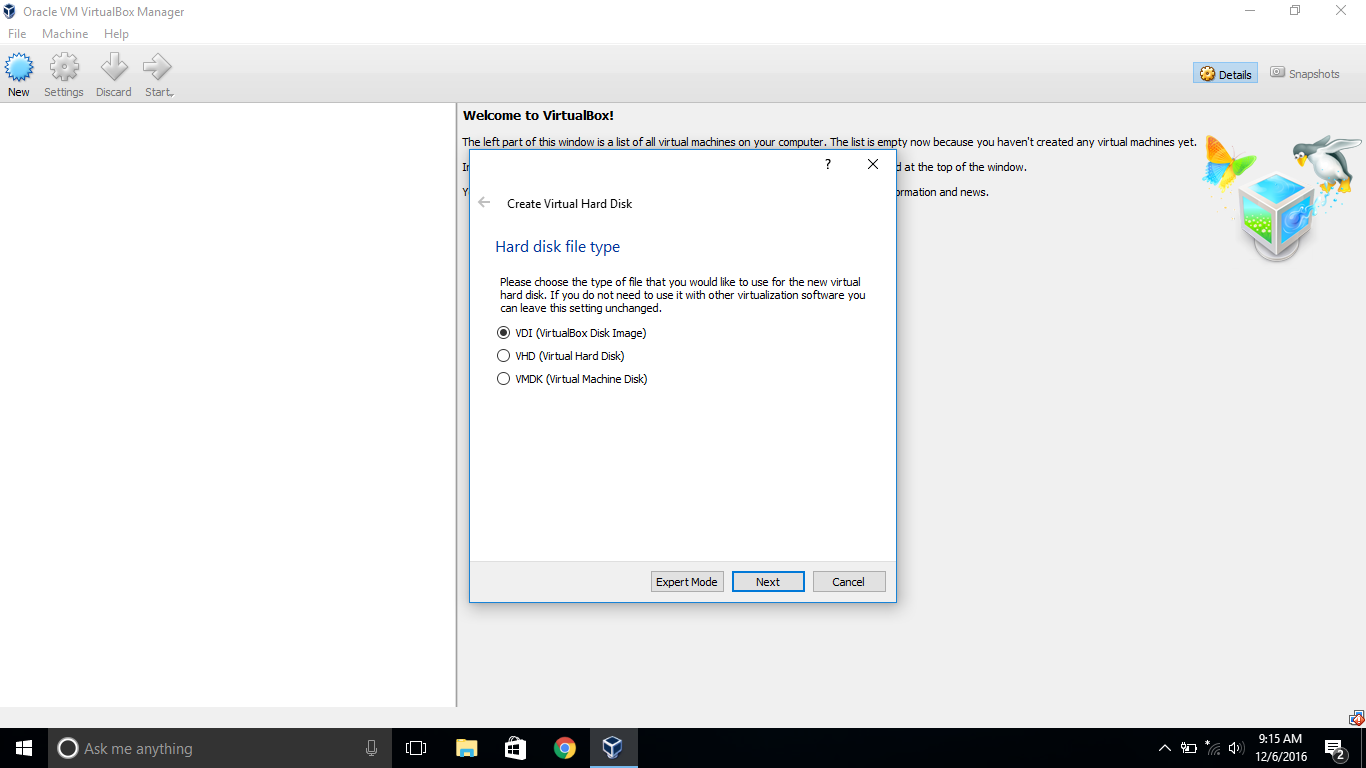 Oracle VM VirtualBox Manager
File Machine Help
New Settings Discard Start
Details Snapshots
Welcome to VirtualBox!
The left part of this window is a list of all virtual machines on your computer. The list is empty now because you haven't created any virtual machines yet.
at the top of the window.
and news.
?
Create Virtual Hard Disk
Hard disk file type
Please choose the type of file that you would like to use for the new virtual
hard disk. If you do not need to use it with other virtualization software you
can leave this setting unchanged.
VDI (VirtualBox Disk Image)
VHD (Virtual Hard Disk)
VMDK (Virtual Machine Disk)
Expert Mode Next Cancel
Ask me anything
9:15 AM
12/6/2016
2